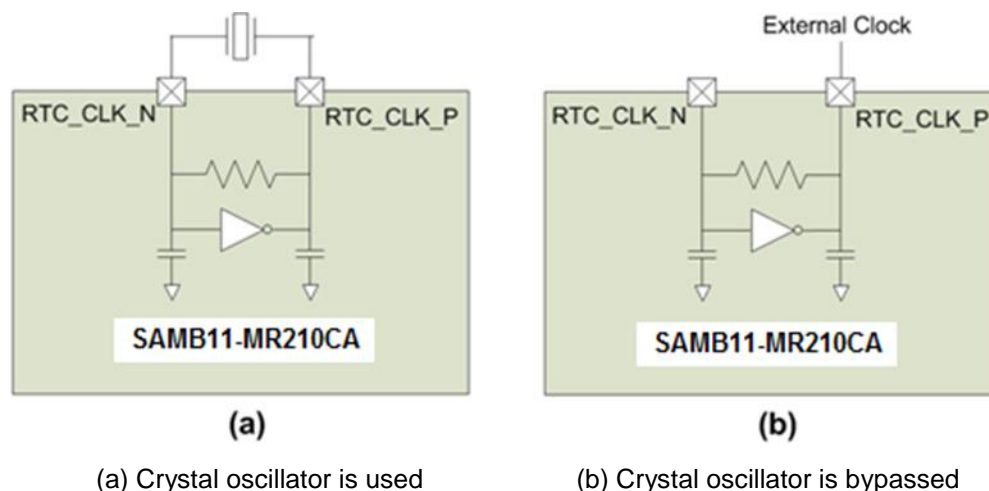 External Clock
RTC_CLK_N
RTC_CLK_P
RTC_CLK_N
RTC_CLK_P
SAMB11-MR210CA
SAMB11-MR210CA
(a)
(b)
(a) Crystal oscillator is used
(b) Crystal oscillator is bypassed